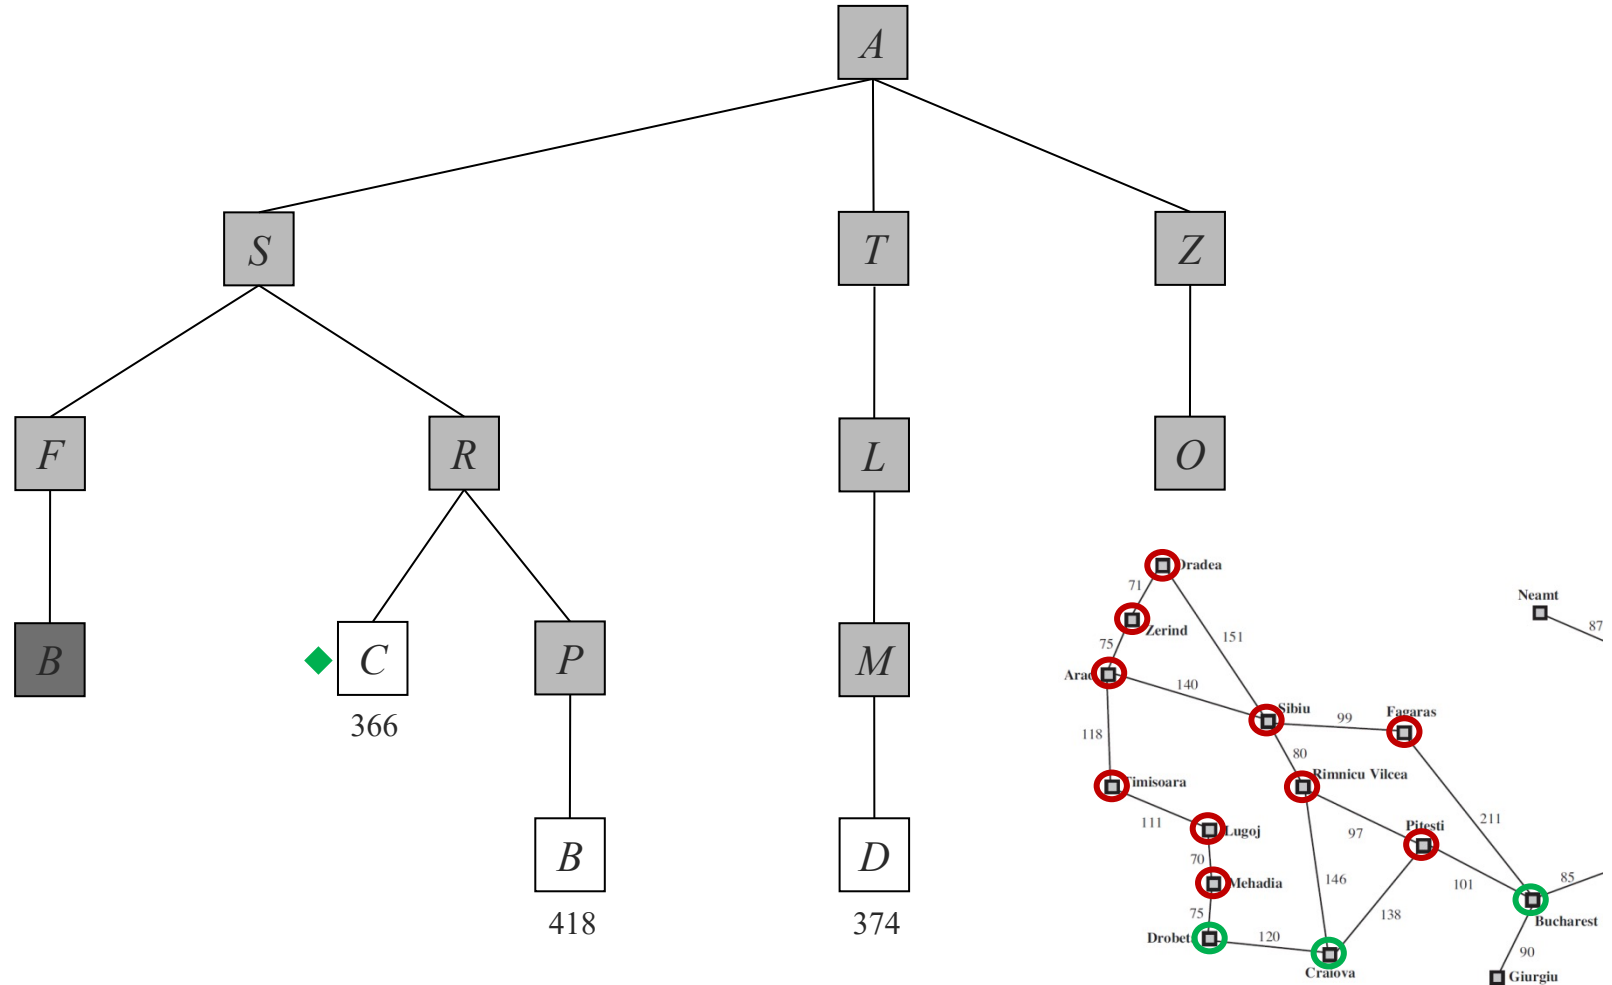 A
S
T
Z
F
R
L
O
B
C
P
M
366
B
D
418
374
Oradea
71
Neamt
87
Zerind
151
75
Arad
140
Sibiu
99
Fagaras
118
80
Timisoara
Rimnicu Vilcea
111
Lugoj
97
Pitesti
211
70
Mehadia
146
101
85
75
138
Bucharest
Drobeta
120
Craiova
90
Giurgiu